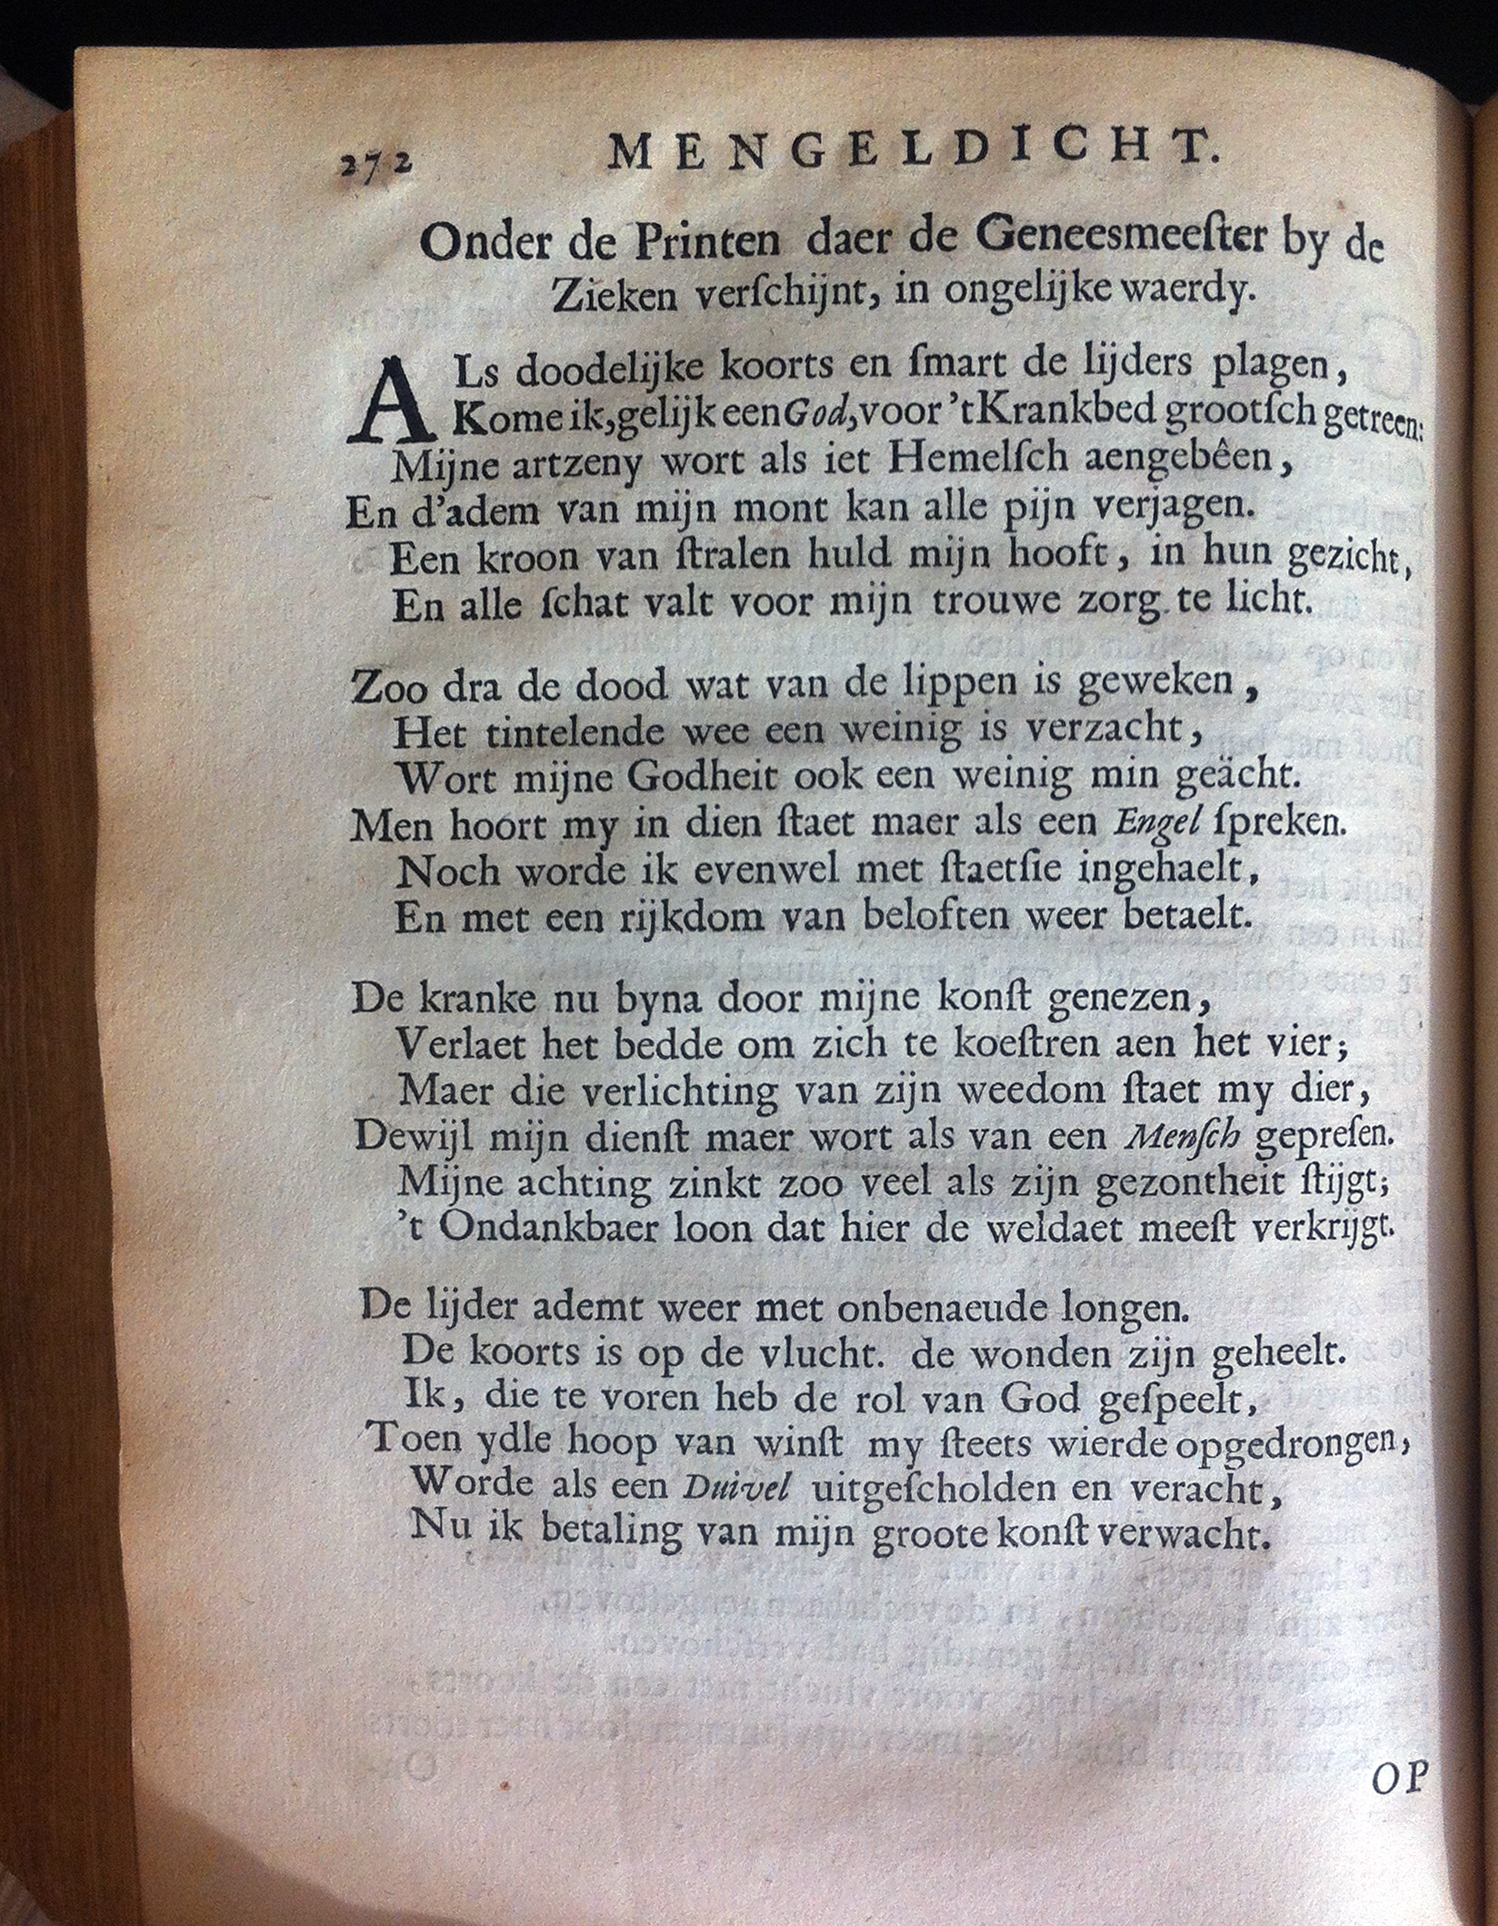 272 MENGELDICHT.
Onder de Printen daer de Geneesmeeſter by de
Zieken verſchijnt, in ongelijke waerdy.
ALs doodelijke koorts en ſmart de lijders plagen,
Kome ik, gelijk een God, voor 't Krankbed grootſch getreen:
Mijne artzeny wort als iet Hemelſch aengebêen,
En d'adem van mijn mont kan alle pijn verjagen.
Een kroon van ſtralen huld mijn hooft, in hun gezicht,
En alle ſchat valt voor mijn trouwe zorg te licht.
Zoo dra de dood wat van de lippen is geweken,
Het tintelende wee een weinig is verzacht,
Wort mijne Godheit ook een weinig min geächt.
Men hoort my in dien ſtaet maer als een Engel ſpreken.
Noch worde ik evenwel met ſtaetſie ingehaelt,
En met een rijkdom van beloften weer betaelt.
De kranke nu byna door mijne konſt genezen,
Verlaet het bedde om zich te koeſtren aen het vier;
Maer die verlichting van zijn weedom ſtaet my dier,
Dewijl mijn dienſt maer wort als van een Menſch gepreſen.
Mijne achting zinkt zoo veel als zijn gezontheit ſtijgt;
't Ondankbaer loon dat hier de weldaet meeſt verkrijgt.
De lijder ademt weer met onbenaeude longen.
De koorts is op de vlucht. de wonden zijn geheelt.
Ik, die te voren heb de rol van God geſpeelt,
Toen ydle hoop van winſt my ſteets wierde opgedrongen,
Worde als een Duivel uitgeſcholden en veracht,
Nu ik betaling van mijn groote konſt verwacht.
OP